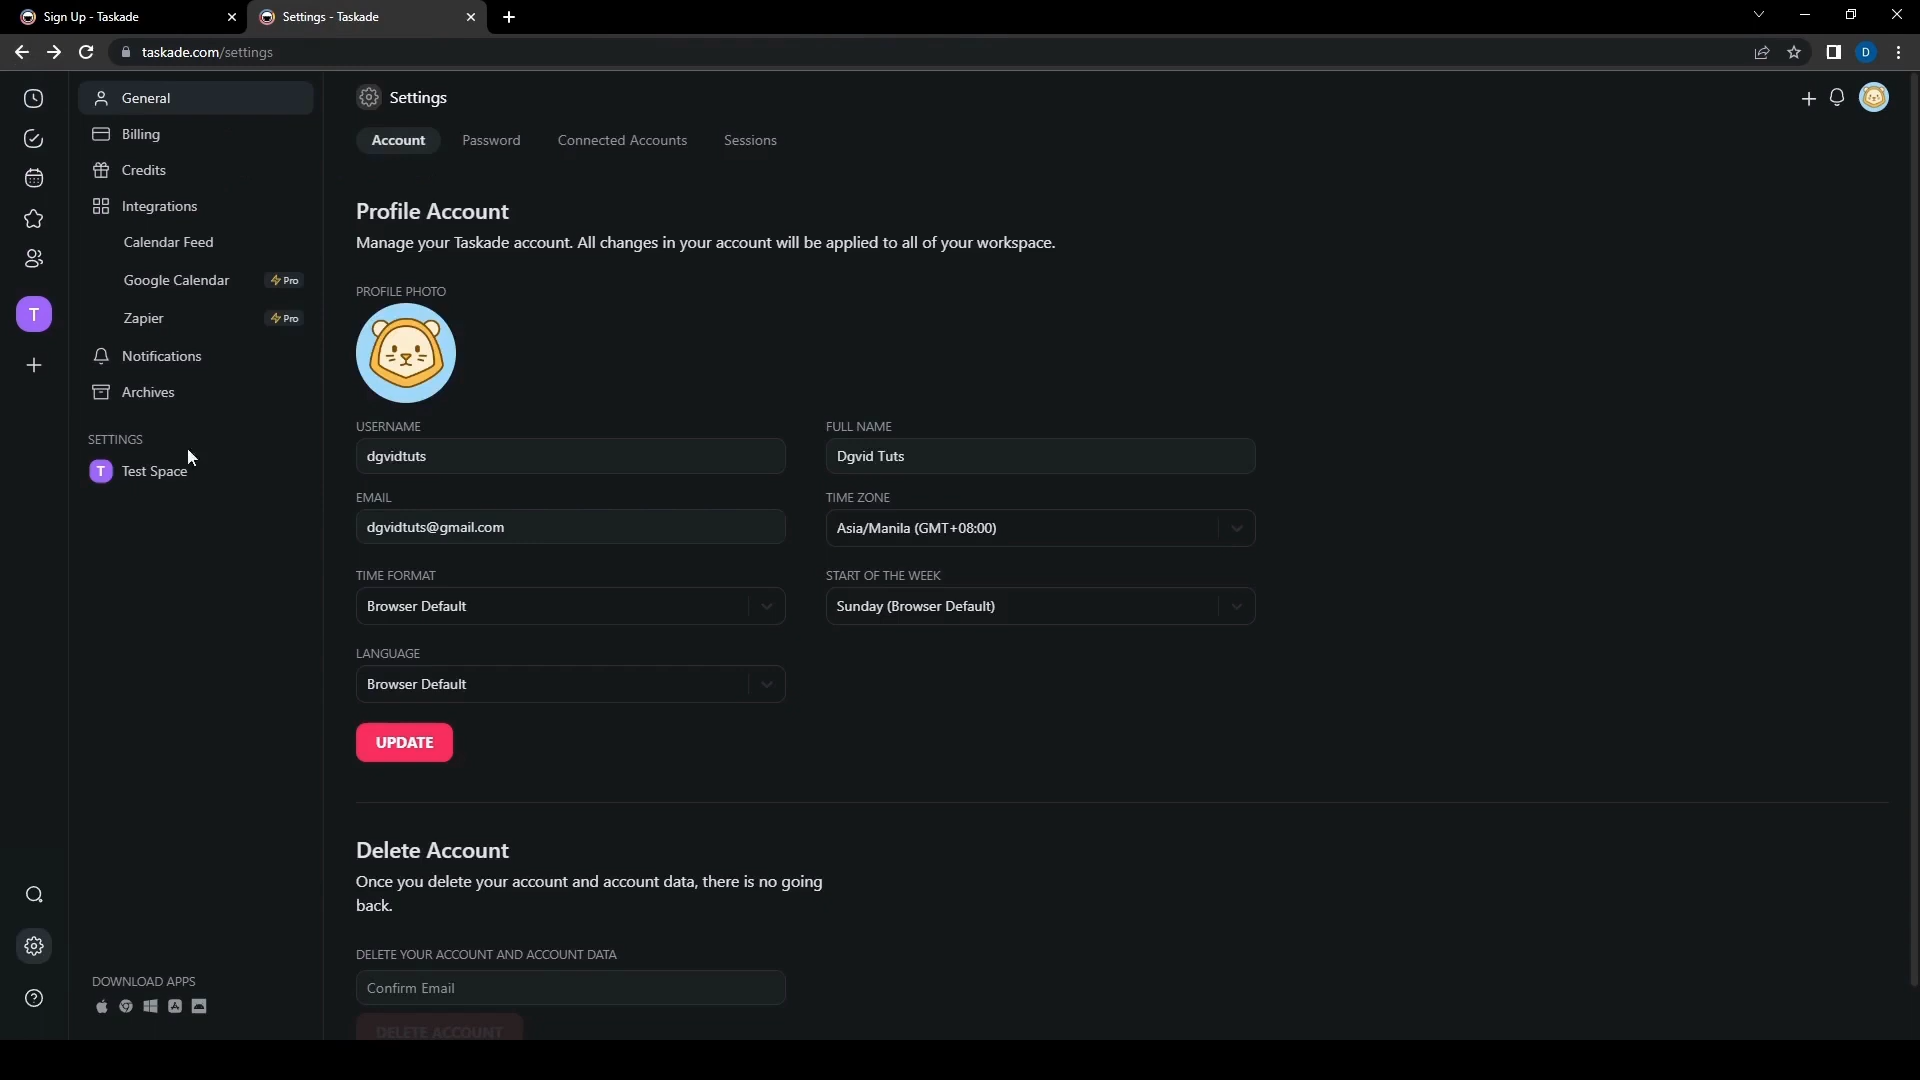 Sign Up - Taskade
Settings - Taskade
taskade.com/settings
D
General
Billing
Credits
Integrations
Calendar Feed
Google Calendar Pro
Zapier Pro
Notifications
Archives
SETTINGS
T Test Space
T
DOWNLOAD APPS
Settings
Account Password Connected Accounts Sessions
Profile Account
Manage your Taskade account. All changes in your account will be applied to all of your workspace.
PROFILE PHOTO
USERNAME
dgvidtuts
FULL NAME
Dgvid Tuts
EMAIL
dgvidtuts@gmail.com
TIME ZONE
Asia/Manila (GMT+08:00)
TIME FORMAT
Browser Default
START OF THE WEEK
Sunday (Browser Default)
LANGUAGE
Browser Default
UPDATE
Delete Account
Once you delete your account and account data, there is no going
back.
DELETE YOUR ACCOUNT AND ACCOUNT DATA
Confirm Email
DELETE ACCOUNT